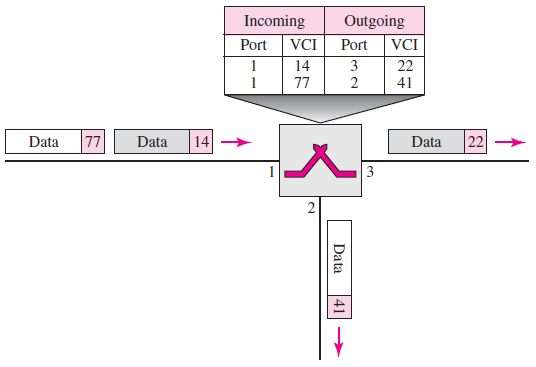 Incoming Outgoing
Port VCI Port VCI
1 14 3 22
1 77 2 41
Data 77 Data 14 Data 22
1 3
2
Data 41